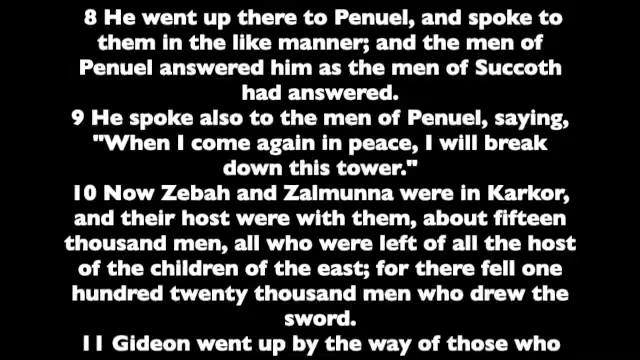 8 He went up there to Penuel, and spoke to
them in the like manner; and the men of
Penuel answered him as the men of Succoth
had answered.
9 He spoke also to the men of Penuel, saying,
"When I come again in peace, I will break
down this tower."
10 Now Zebah and Zalmunna were in Karkor,
and their host were with them, about fifteen
thousand men, all who were left of all the host
of the children of the east; for there fell one
hundred twenty thousand men who drew the
sword.
11 Gideon went up by the way of those who